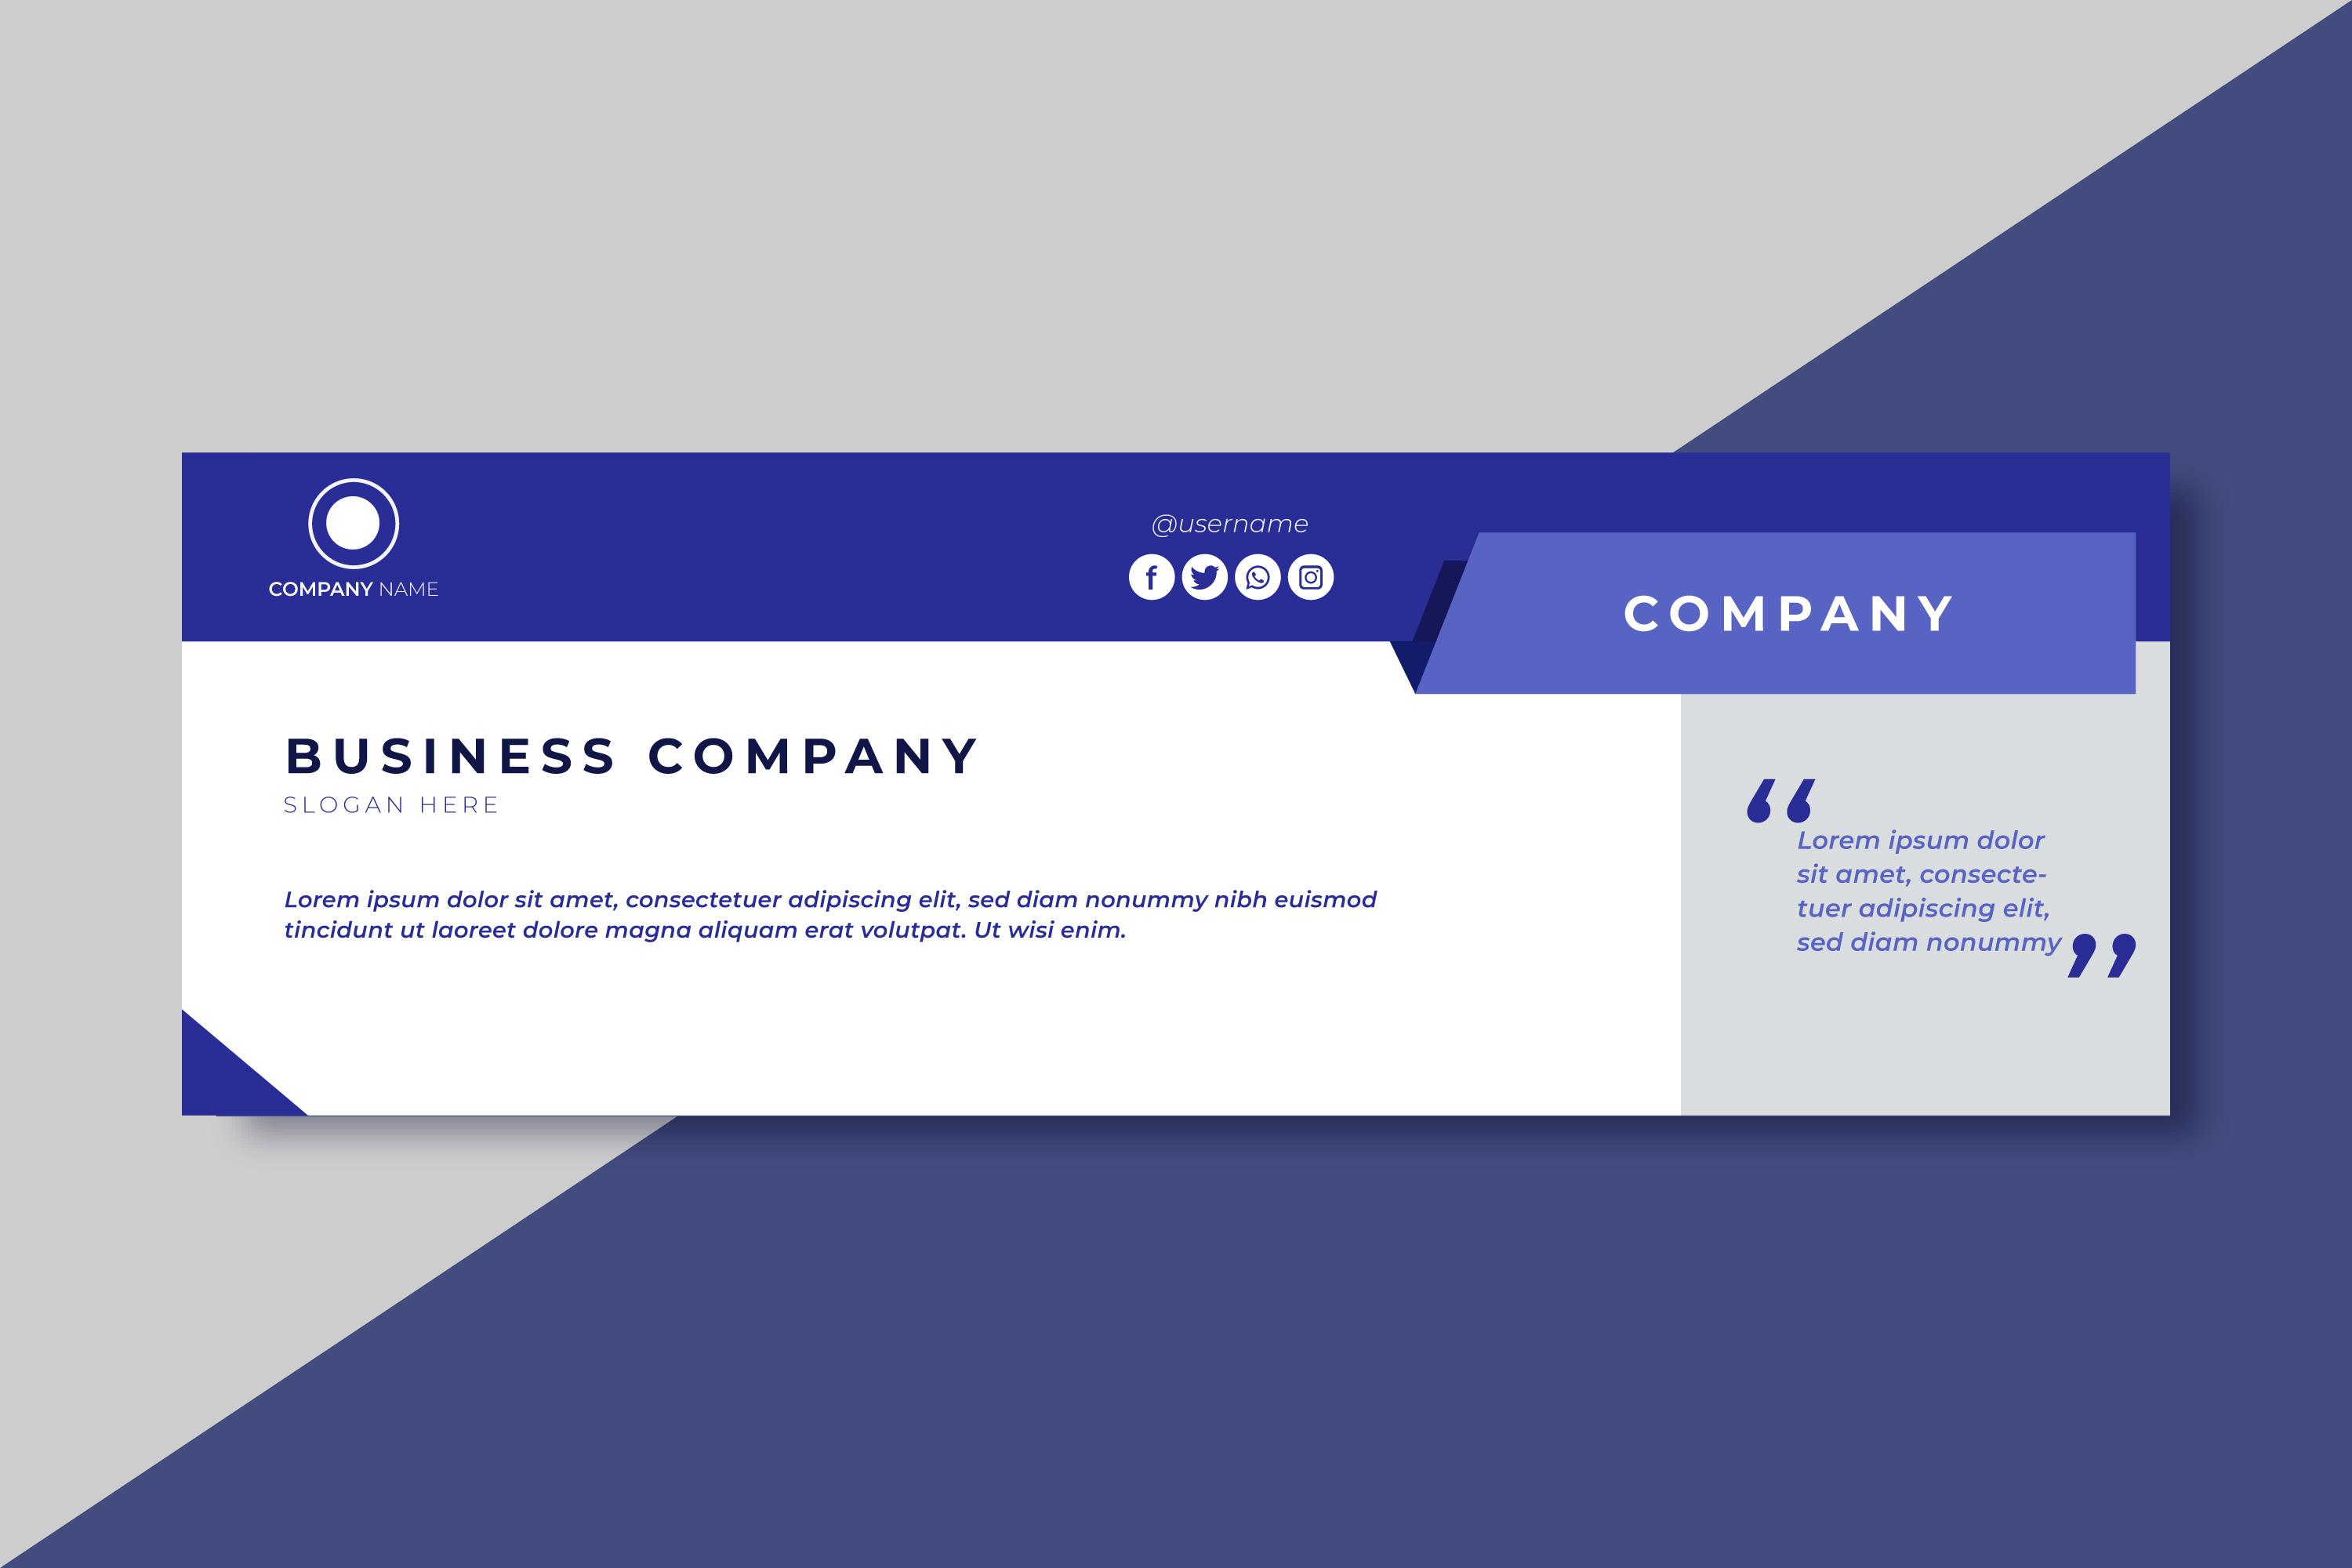 COMPANY NAME
@username
COMPANY
BUSINESS COMPANY
SLOGAN HERE
Lorem ipsum dolor sit amet, consectetuer adipiscing elit, sed diam nonummy nibh euismod
tincidunt ut laoreet dolore magna aliquam erat volutpat. Ut wisi enim.
“
Lorem ipsum dolor
sit amet, consecte-
tuer adipiscing elit,
sed diam nonummy
”